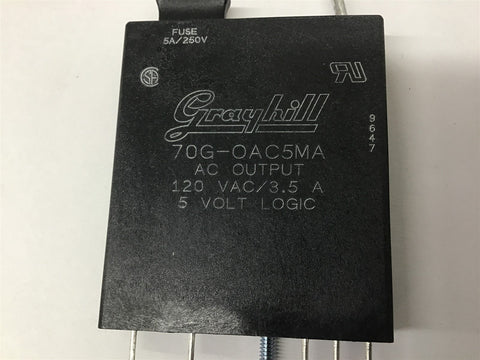 FUSE
5A/250V
Grayhill
70G-OAC5MA
AC OUTPUT
120 VAC/3.5 A
5 VOLT LOGIC
9647